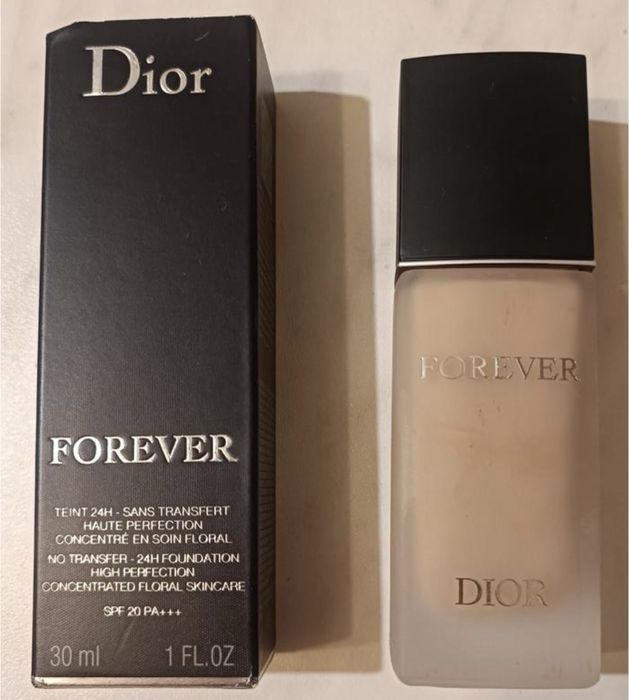 Dior
FOREVER
TEINT 24H - SANS TRANSFERT
HAUTE PERFECTION
CONCENTRÉ EN SOIN FLORAL
NO TRANSFER - 24H FOUNDATION
HIGH PERFECTION
CONCENTRATED FLORAL SKINCARE
SPF 20 PA+++
30 ml 1 FL.OZ
FOREVER
DIOR